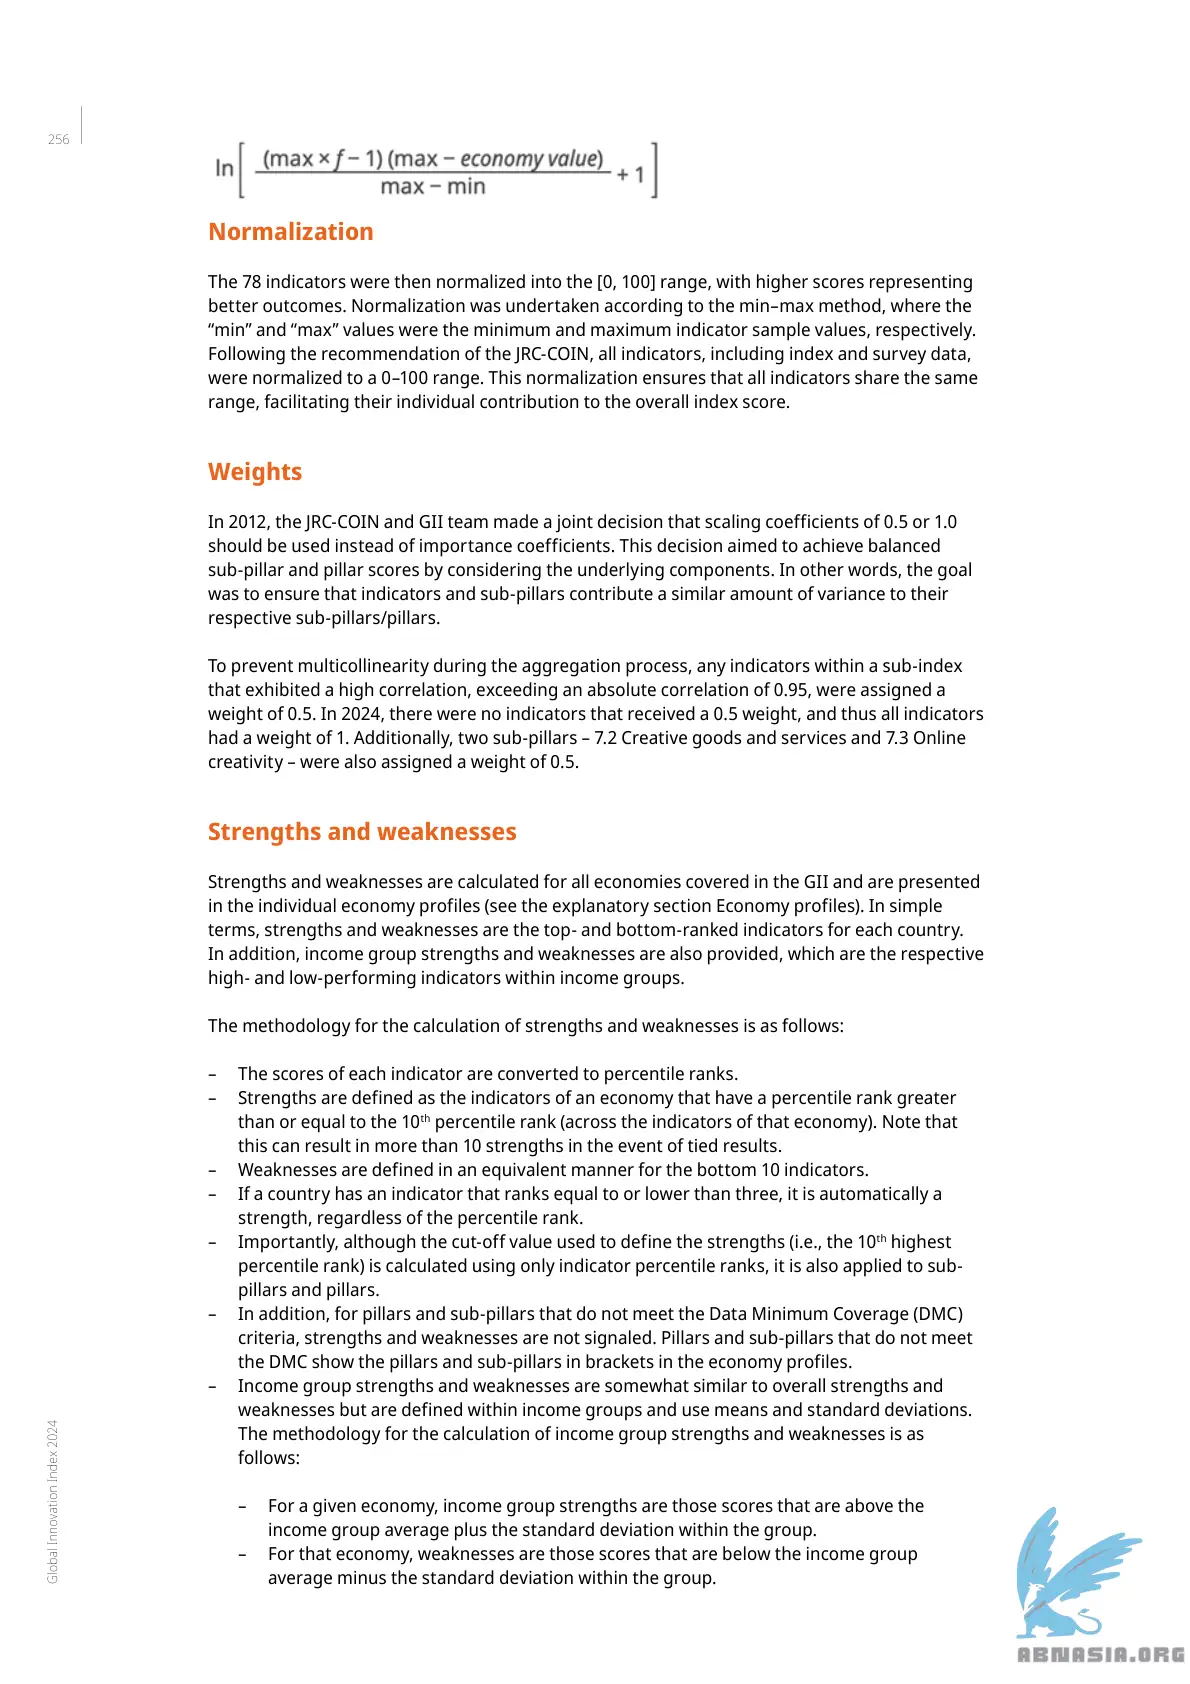 256
ln [ (max × f − 1) (max − economy value) / max − min + 1 ]
Normalization
The 78 indicators were then normalized into the [0, 100] range, with higher scores representing
better outcomes. Normalization was undertaken according to the min–max method, where the
“min” and “max” values were the minimum and maximum indicator sample values, respectively.
Following the recommendation of the JRC-COIN, all indicators, including index and survey data,
were normalized to a 0–100 range. This normalization ensures that all indicators share the same
range, facilitating their individual contribution to the overall index score.
Weights
In 2012, the JRC-COIN and GII team made a joint decision that scaling coefficients of 0.5 or 1.0
should be used instead of importance coefficients. This decision aimed to achieve balanced
sub-pillar and pillar scores by considering the underlying components. In other words, the goal
was to ensure that indicators and sub-pillars contribute a similar amount of variance to their
respective sub-pillars/pillars.
To prevent multicollinearity during the aggregation process, any indicators within a sub-index
that exhibited a high correlation, exceeding an absolute correlation of 0.95, were assigned a
weight of 0.5. In 2024, there were no indicators that received a 0.5 weight, and thus all indicators
had a weight of 1. Additionally, two sub-pillars – 7.2 Creative goods and services and 7.3 Online
creativity – were also assigned a weight of 0.5.
Strengths and weaknesses
Strengths and weaknesses are calculated for all economies covered in the GII and are presented
in the individual economy profiles (see the explanatory section Economy profiles). In simple
terms, strengths and weaknesses are the top- and bottom-ranked indicators for each country.
In addition, income group strengths and weaknesses are also provided, which are the respective
high- and low-performing indicators within income groups.
The methodology for the calculation of strengths and weaknesses is as follows:
– The scores of each indicator are converted to percentile ranks.
– Strengths are defined as the indicators of an economy that have a percentile rank greater
than or equal to the 10th percentile rank (across the indicators of that economy). Note that
this can result in more than 10 strengths in the event of tied results.
– Weaknesses are defined in an equivalent manner for the bottom 10 indicators.
– If a country has an indicator that ranks equal to or lower than three, it is automatically a
strength, regardless of the percentile rank.
– Importantly, although the cut-off value used to define the strengths (i.e., the 10th highest
percentile rank) is calculated using only indicator percentile ranks, it is also applied to sub-
pillars and pillars.
– In addition, for pillars and sub-pillars that do not meet the Data Minimum Coverage (DMC)
criteria, strengths and weaknesses are not signaled. Pillars and sub-pillars that do not meet
the DMC show the pillars and sub-pillars in brackets in the economy profiles.
– Income group strengths and weaknesses are somewhat similar to overall strengths and
weaknesses but are defined within income groups and use means and standard deviations.
The methodology for the calculation of income group strengths and weaknesses is as
follows:
– For a given economy, income group strengths are those scores that are above the
income group average plus the standard deviation within the group.
– For that economy, weaknesses are those scores that are below the income group
average minus the standard deviation within the group.
Global Innovation Index 2024
ABNASIA.ORG